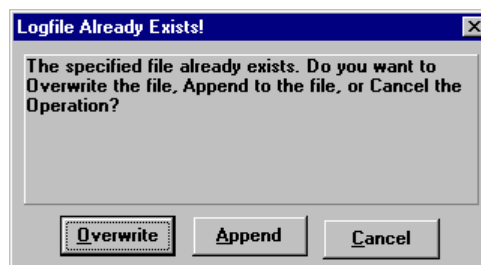 Logfile Already Exists!
The specified file already exists. Do you want to
Overwrite the file, Append to the file, or Cancel the
Operation?
Overwrite Append Cancel